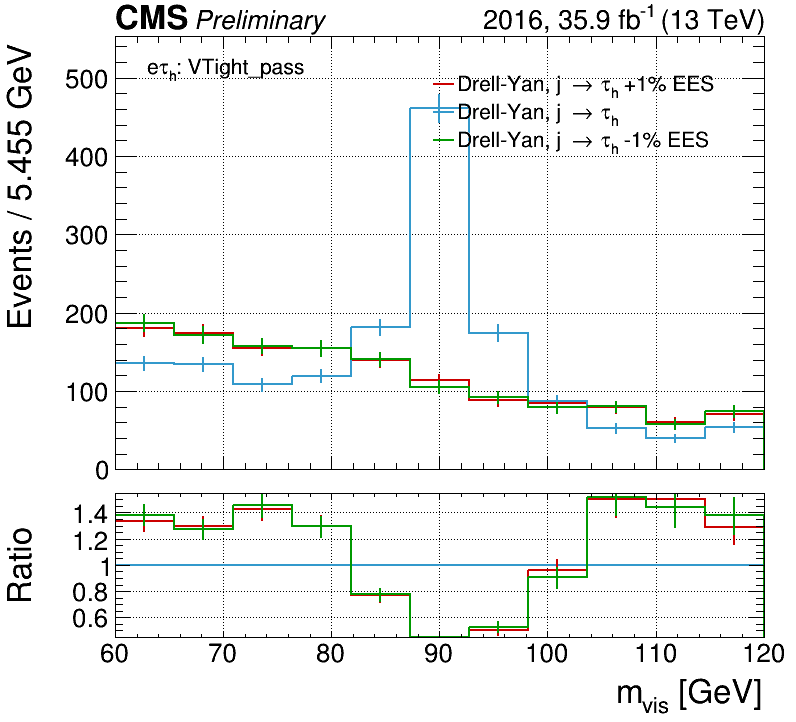 CMS Preliminary 2016, 35.9 fb⁻¹ (13 TeV)
eτₕ: VTight_pass
Drell-Yan, j → τₕ +1% EES
Drell-Yan, j → τₕ
Drell-Yan, j → τₕ -1% EES
Events / 5.455 GeV
500
400
300
200
100
0
Ratio
1.4
1.2
1
0.8
0.6
60 70 80 90 100 110 120
m_vis [GeV]